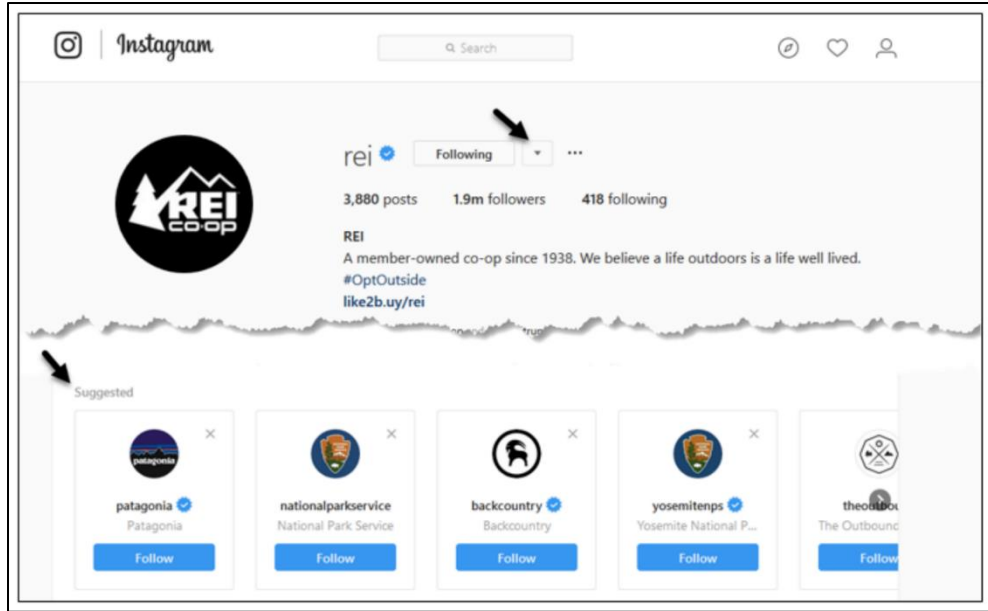 Instagram
Search
REI
CO·OP
rei Following
3,880 posts 1.9m followers 418 following
REI
A member-owned co-op since 1938. We believe a life outdoors is a life well lived.
#OptOutside
like2b.uy/rei
Suggested
patagonia
patagonia nationalparkservice backcountry yosemitenps
Patagonia National Park Service Backcountry Yosemite National P... The Outbound
Follow Follow Follow Follow Follow